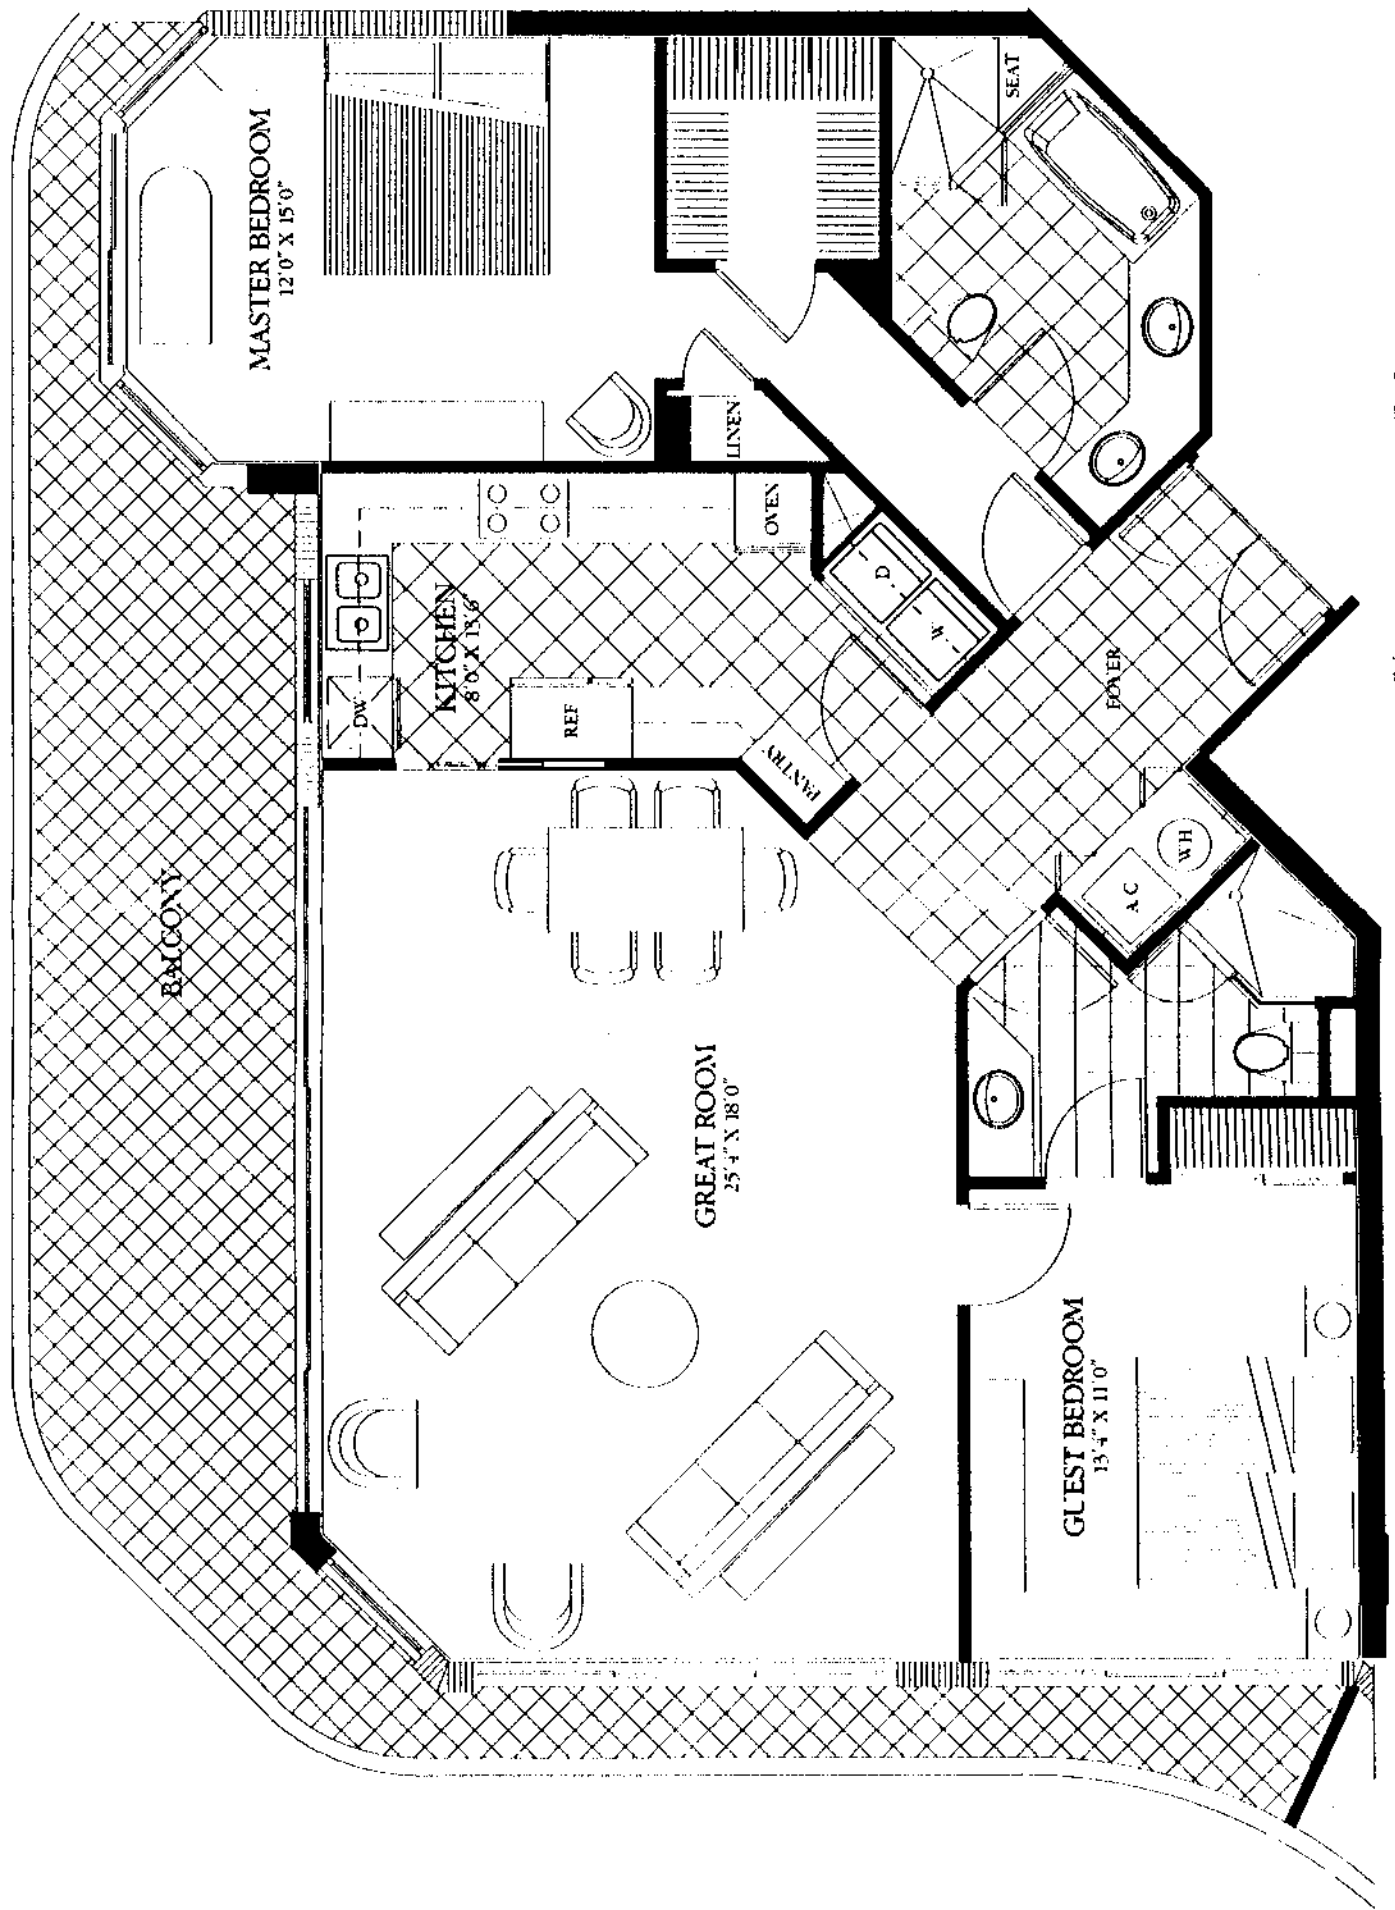 MASTER BEDROOM
12'0" X 15'0"
SEAT
LINEN
OVEN
KITCHEN
8'0" X 13'6"
DW
REF
D
W
PANTRY
FOYER
BALCONY
A C
WH
GREAT ROOM
25'4" X 18'0"
GUEST BEDROOM
13'4" X 11'0"